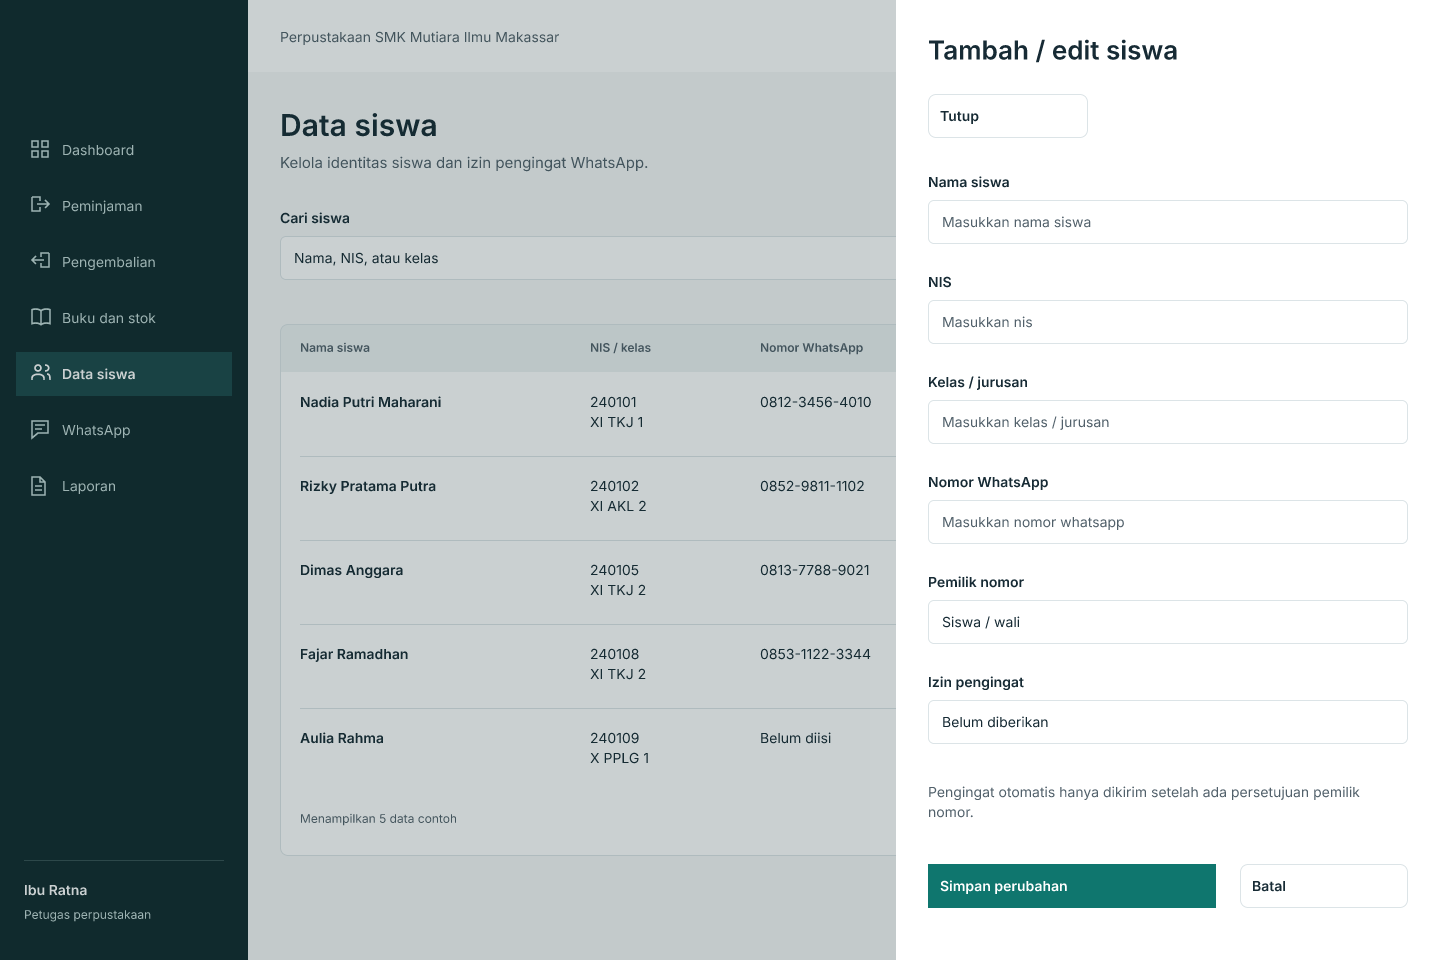 Dashboard
Peminjaman
Pengembalian
Buku dan stok
Data siswa
WhatsApp
Laporan
Ibu Ratna
Petugas perpustakaan
Perpustakaan SMK Mutiara Ilmu Makassar
Data siswa
Kelola identitas siswa dan izin pengingat WhatsApp.
Cari siswa
Nama, NIS, atau kelas
Nama siswa NIS / kelas Nomor WhatsApp
Nadia Putri Maharani 240101 0812-3456-4010
XI TKJ 1
Rizky Pratama Putra 240102 0852-9811-1102
XI AKL 2
Dimas Anggara 240105 0813-7788-9021
XI TKJ 2
Fajar Ramadhan 240108 0853-1122-3344
XI TKJ 2
Aulia Rahma 240109 Belum diisi
X PPLG 1
Menampilkan 5 data contoh
Tambah / edit siswa
Tutup
Nama siswa
Masukkan nama siswa
NIS
Masukkan nis
Kelas / jurusan
Masukkan kelas / jurusan
Nomor WhatsApp
Masukkan nomor whatsapp
Pemilik nomor
Siswa / wali
Izin pengingat
Belum diberikan
Pengingat otomatis hanya dikirim setelah ada persetujuan pemilik
nomor.
Simpan perubahan
Batal